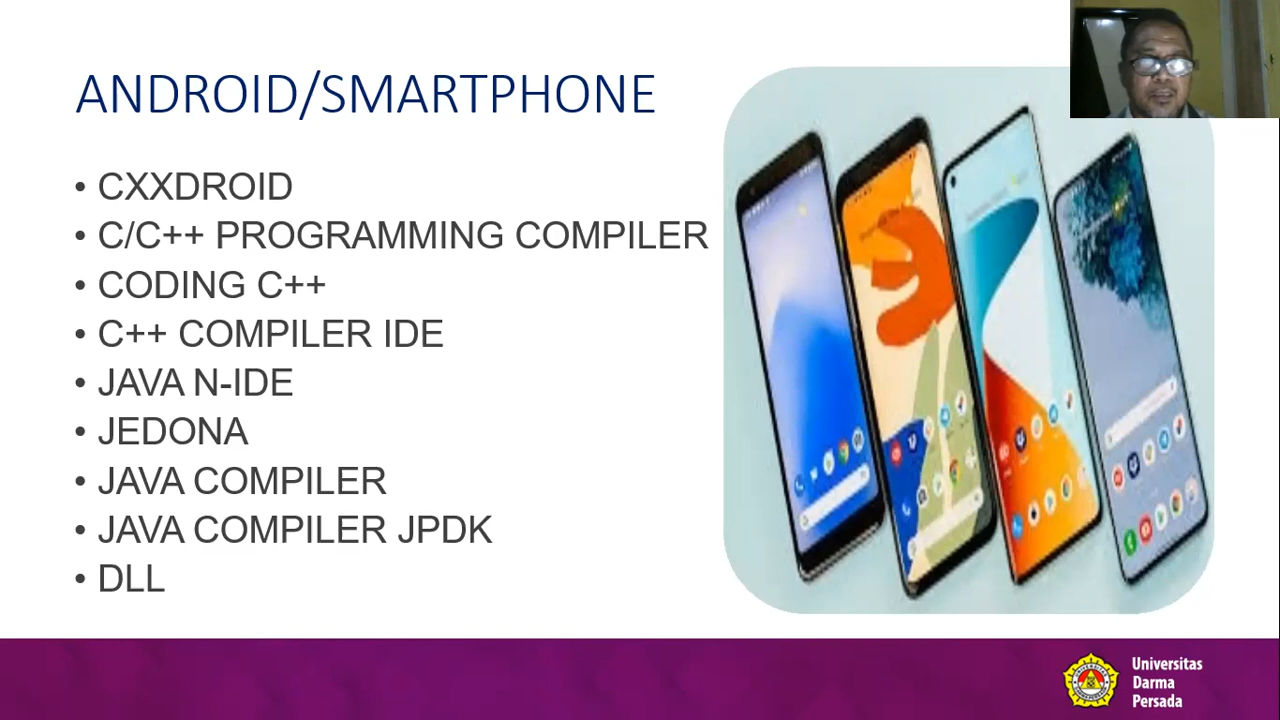 ANDROID/SMARTPHONE
• CXXDROID
• C/C++ PROGRAMMING COMPILER
• CODING C++
• C++ COMPILER IDE
• JAVA N-IDE
• JEDONA
• JAVA COMPILER
• JAVA COMPILER JPDK
• DLL
Universitas
Darma
Persada